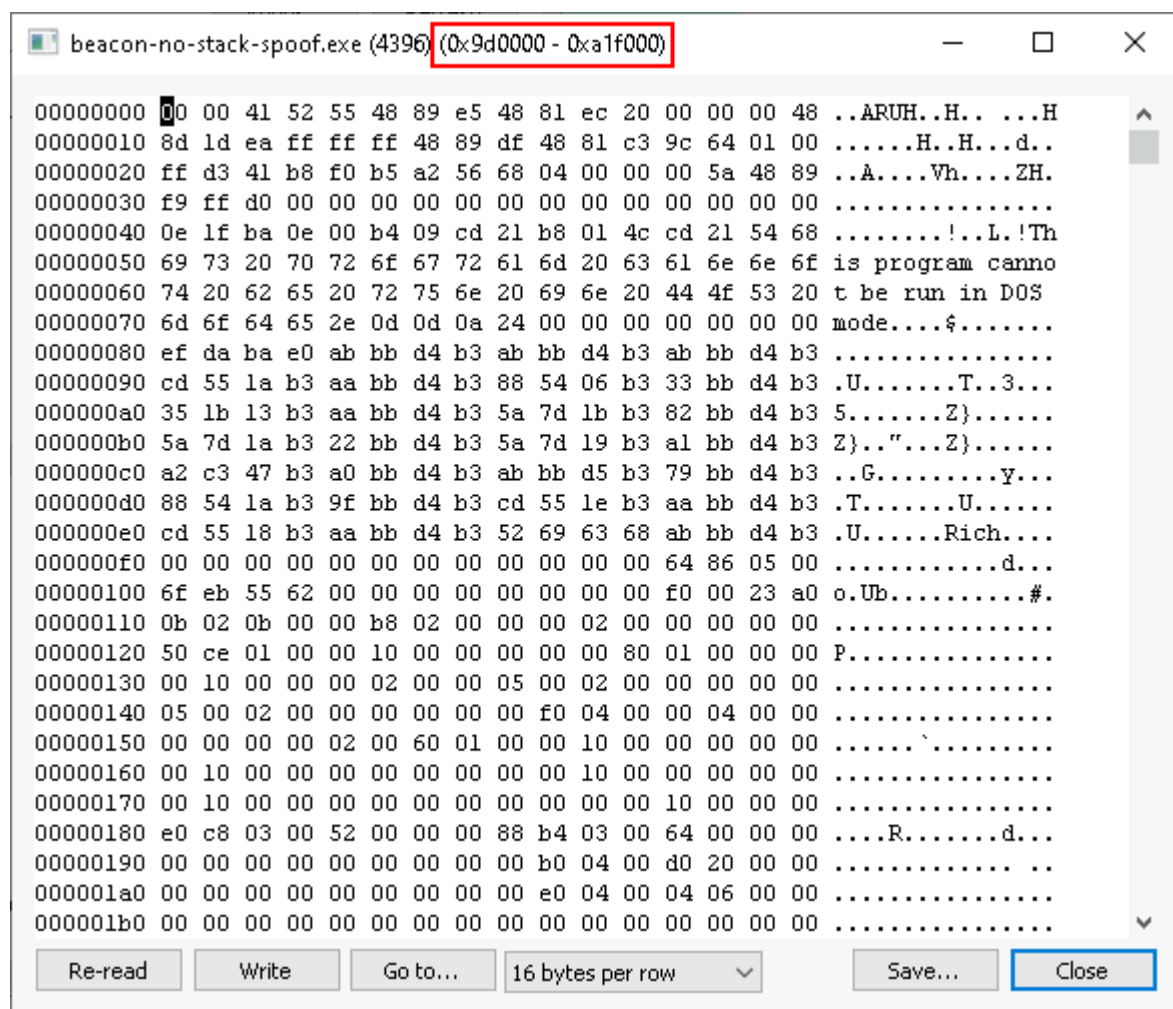 beacon-no-stack-spoof.exe (4396) (0x9d0000 - 0xa1f000)
00000000 00 00 41 52 55 48 89 e5 48 81 ec 20 00 00 00 48 ..ARUH..H.. ...H
00000010 8d 1d ea ff ff ff 48 89 df 48 81 c3 9c 64 01 00 ......H..H...d..
00000020 ff d3 41 b8 f0 b5 a2 56 68 04 00 00 00 5a 48 89 ..A....Vh....ZH.
00000030 f9 ff d0 00 00 00 00 00 00 00 00 00 00 00 00 00 ................
00000040 0e 1f ba 0e 00 b4 09 cd 21 b8 01 4c cd 21 54 68 ........!..L.!Th
00000050 69 73 20 70 72 6f 67 72 61 6d 20 63 61 6e 6e 6f is program canno
00000060 74 20 62 65 20 72 75 6e 20 69 6e 20 44 4f 53 20 t be run in DOS
00000070 6d 6f 64 65 2e 0d 0d 0a 24 00 00 00 00 00 00 00 mode....$.......
00000080 ef da ba e0 ab bb d4 b3 ab bb d4 b3 ab bb d4 b3 ................
00000090 cd 55 1a b3 aa bb d4 b3 88 54 06 b3 33 bb d4 b3 .U.......T..3...
000000a0 35 1b 13 b3 aa bb d4 b3 5a 7d 1b b3 82 bb d4 b3 5.......Z}......
000000b0 5a 7d 1a b3 22 bb d4 b3 5a 7d 19 b3 a1 bb d4 b3 Z}.."...Z}......
000000c0 a2 c3 47 b3 a0 bb d4 b3 ab bb d5 b3 79 bb d4 b3 ..G.........y...
000000d0 88 54 1a b3 9f bb d4 b3 cd 55 1e b3 aa bb d4 b3 .T.......U......
000000e0 cd 55 18 b3 aa bb d4 b3 52 69 63 68 ab bb d4 b3 .U......Rich....
000000f0 00 00 00 00 00 00 00 00 00 00 00 00 64 86 05 00 ............d...
00000100 6f eb 55 62 00 00 00 00 00 00 00 00 f0 00 23 a0 o.Ub..........#.
00000110 0b 02 0b 00 00 b8 02 00 00 00 02 00 00 00 00 00 ................
00000120 50 ce 01 00 00 10 00 00 00 00 00 80 01 00 00 00 P...............
00000130 00 10 00 00 00 02 00 00 05 00 02 00 00 00 00 00 ................
00000140 05 00 02 00 00 00 00 00 00 f0 04 00 00 04 00 00 ................
00000150 00 00 00 00 02 00 60 01 00 00 10 00 00 00 00 00 ......`.........
00000160 00 10 00 00 00 00 00 00 00 00 10 00 00 00 00 00 ................
00000170 00 10 00 00 00 00 00 00 00 00 00 00 10 00 00 00 ................
00000180 e0 c8 03 00 52 00 00 00 88 b4 03 00 64 00 00 00 ....R.......d...
00000190 00 00 00 00 00 00 00 00 00 b0 04 00 d0 20 00 00 ............. ..
000001a0 00 00 00 00 00 00 00 00 00 e0 04 00 04 06 00 00 ................
000001b0 00 00 00 00 00 00 00 00 00 00 00 00 00 00 00 00 ................
Re-read Write Go to... 16 bytes per row Save... Close